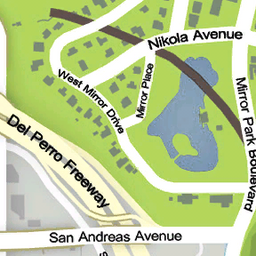 Nikola Avenue
West Mirror Drive
Mirror Place
Mirror Park Boulevard
Del Perro Freeway
San Andreas Avenue